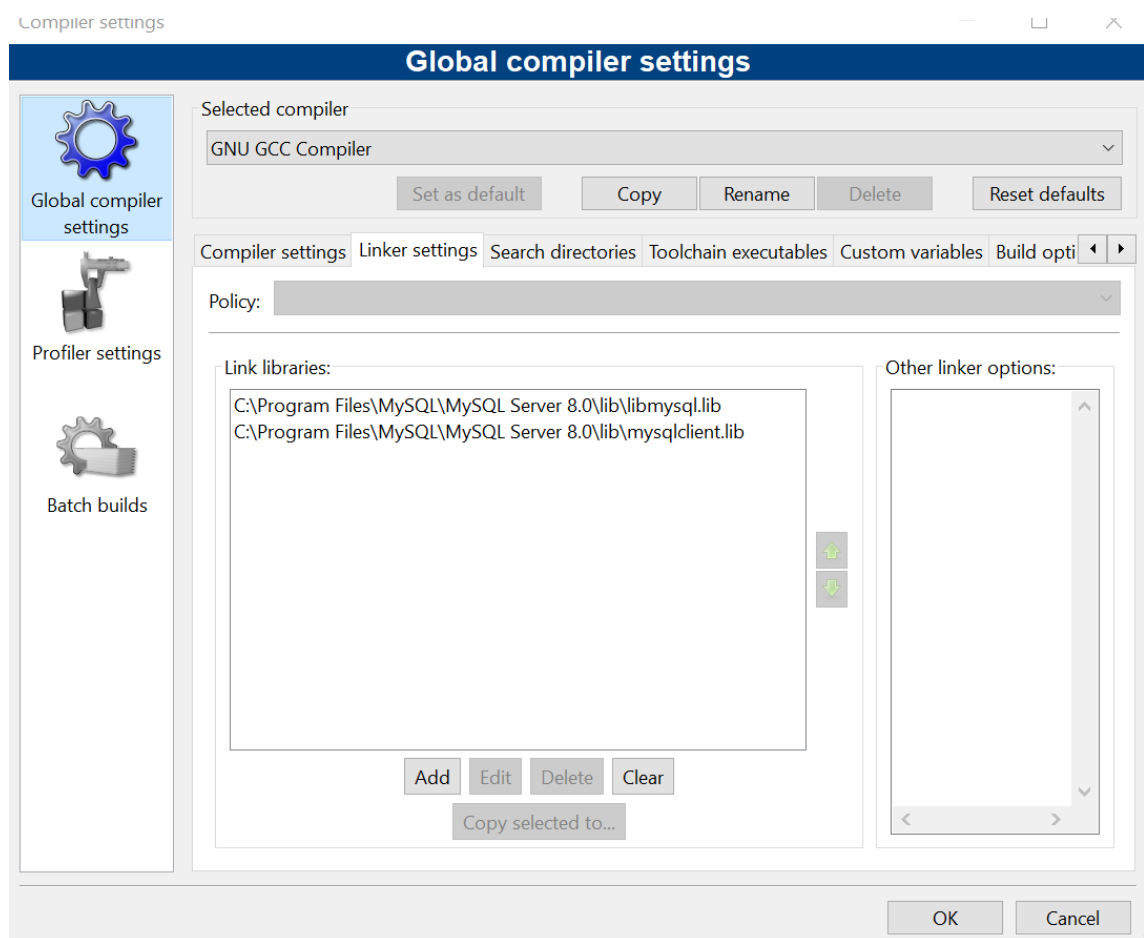 Compiler settings
Global compiler settings
Global compiler
settings
Profiler settings
Batch builds
Selected compiler
GNU GCC Compiler
Set as default Copy Rename Delete Reset defaults
Compiler settings Linker settings Search directories Toolchain executables Custom variables Build opti
Policy:
Link libraries:
C:\Program Files\MySQL\MySQL Server 8.0\lib\libmysql.lib
C:\Program Files\MySQL\MySQL Server 8.0\lib\mysqlclient.lib
Add Edit Delete Clear
Copy selected to...
Other linker options:
OK Cancel